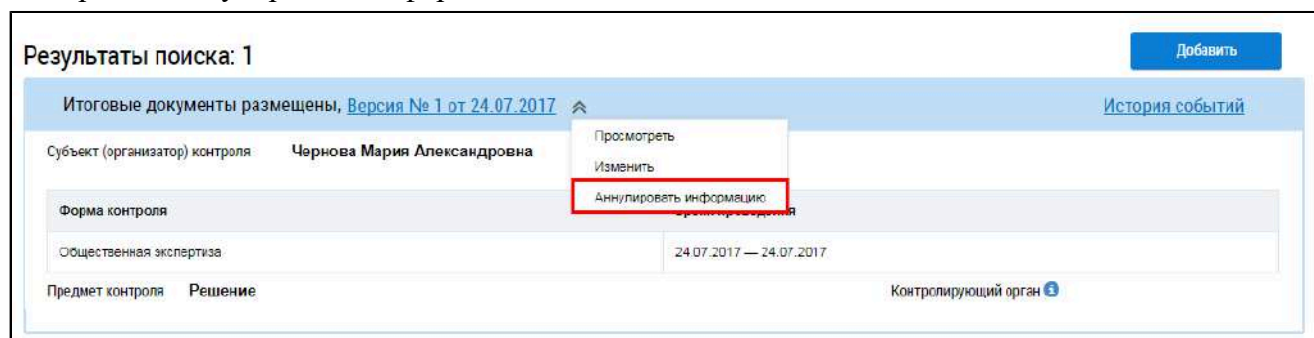 Результаты поиска: 1
Добавить
Итоговые документы размещены, Версия № 1 от 24.07.2017
История событий
Просмотреть
Субъект (организатор) контроля Чернова Мария Александровна
Изменить
Аннулировать информацию
Форма контроля
Общественная экспертиза 24.07.2017 — 24.07.2017
Предмет контроля Решение Контролирующий орган